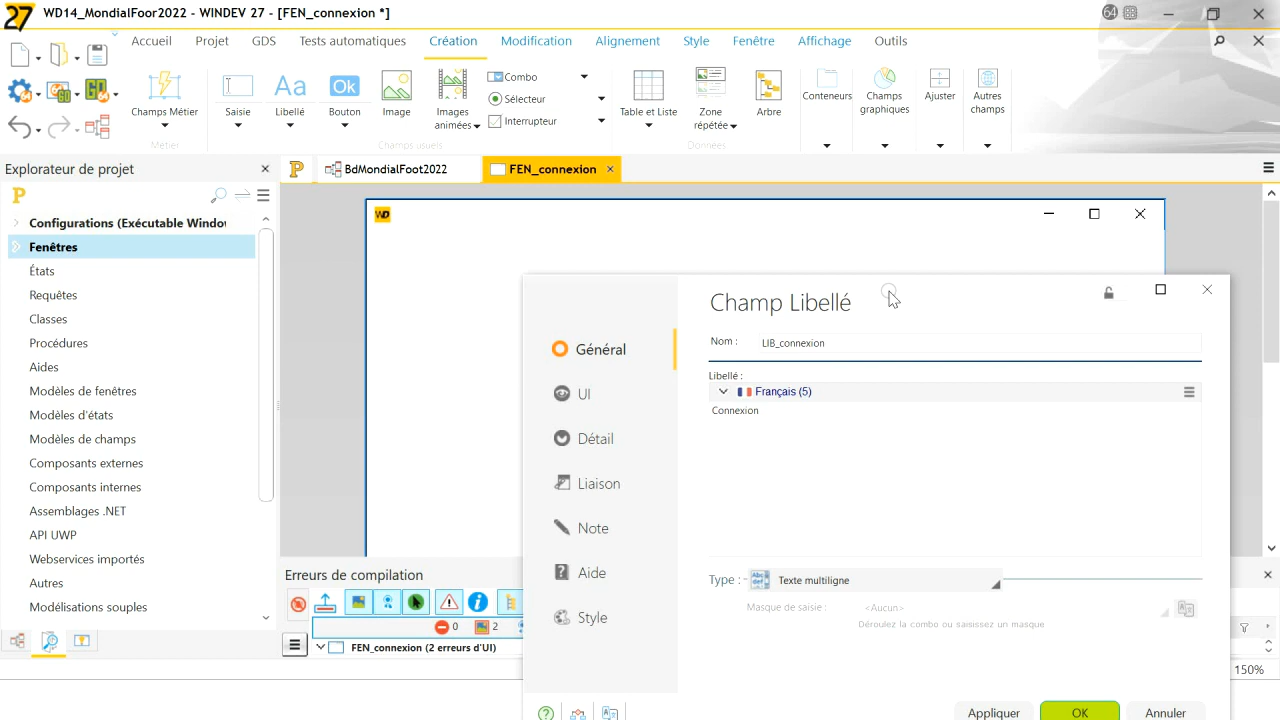 WD14_MondialFoor2022 - WINDEV 27 - [FEN_connexion *]
64
27
Accueil Projet GDS Tests automatiques Création Modification Alignement Style Fenêtre Affichage Outils
Champs Métier
Saisie
Aa
Libellé
Ok
Bouton
Image
Images animées
Combo
Sélecteur
Interrupteur
Table et Liste
Zone répétée
Arbre
Conteneurs
Champs graphiques
Ajuster
Autres champs
Métier Champs usuels Données
Explorateur de projet
BdMondialFoot2022
FEN_connexion
Configurations (Exécutable Windov
Fenêtres
États
Requêtes
Classes
Procédures
Aides
Modèles de fenêtres
Modèles d'états
Modèles de champs
Composants externes
Composants internes
Assemblages .NET
API UWP
Webservices importés
Autres
Modélisations souples
WD
Champ Libellé
Général
UI
Détail
Liaison
Note
Aide
Style
Nom : LIB_connexion
Libellé :
Français (5)
Connexion
Type : Texte multiligne
Masque de saisie : <Aucun>
Déroulez la combo ou saisissez un masque
Appliquer OK Annuler
Erreurs de compilation
0 2
FEN_connexion (2 erreurs d'UI)
150%